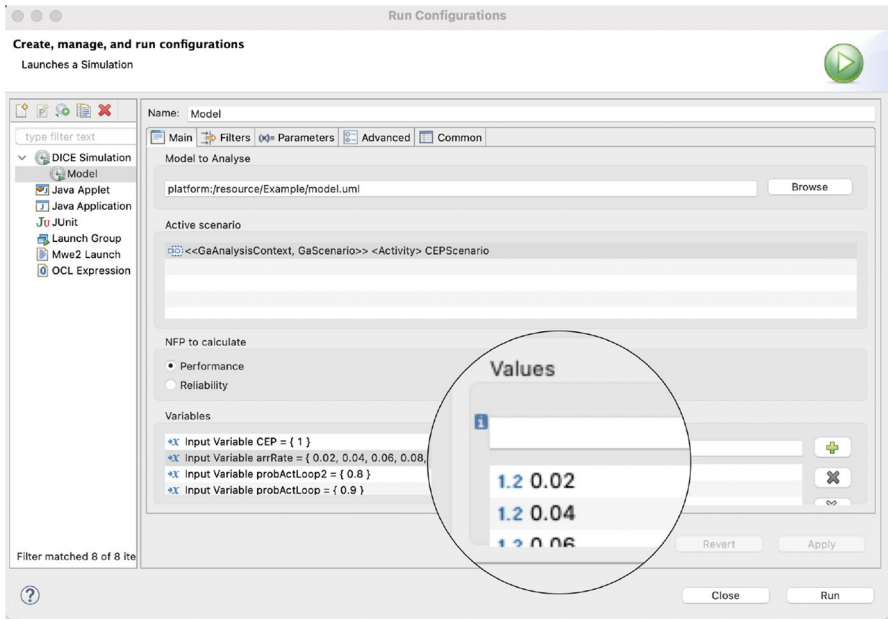 Run Configurations
Create, manage, and run configurations
Launches a Simulation
type filter text
DICE Simulation
Model
Java Applet
Java Application
Ju JUnit
Launch Group
Mwe2 Launch
OCL Expression
Filter matched 8 of 8 ite
Name: Model
Main Filters (x)= Parameters Advanced Common
Model to Analyse
platform:/resource/Example/model.uml Browse
Active scenario
<<GaAnalysisContext, GaScenario>> <Activity> CEPScenario
NFP to calculate
Performance
Reliability
Variables
Input Variable CEP = { 1 }
Input Variable arrRate = { 0.02, 0.04, 0.06, 0.08,
Input Variable probActLoop2 = { 0.8 }
Input Variable probActLoop = { 0.9 }
Values
1.2 0.02
1.2 0.04
1.2 0.06
Revert Apply
Close Run